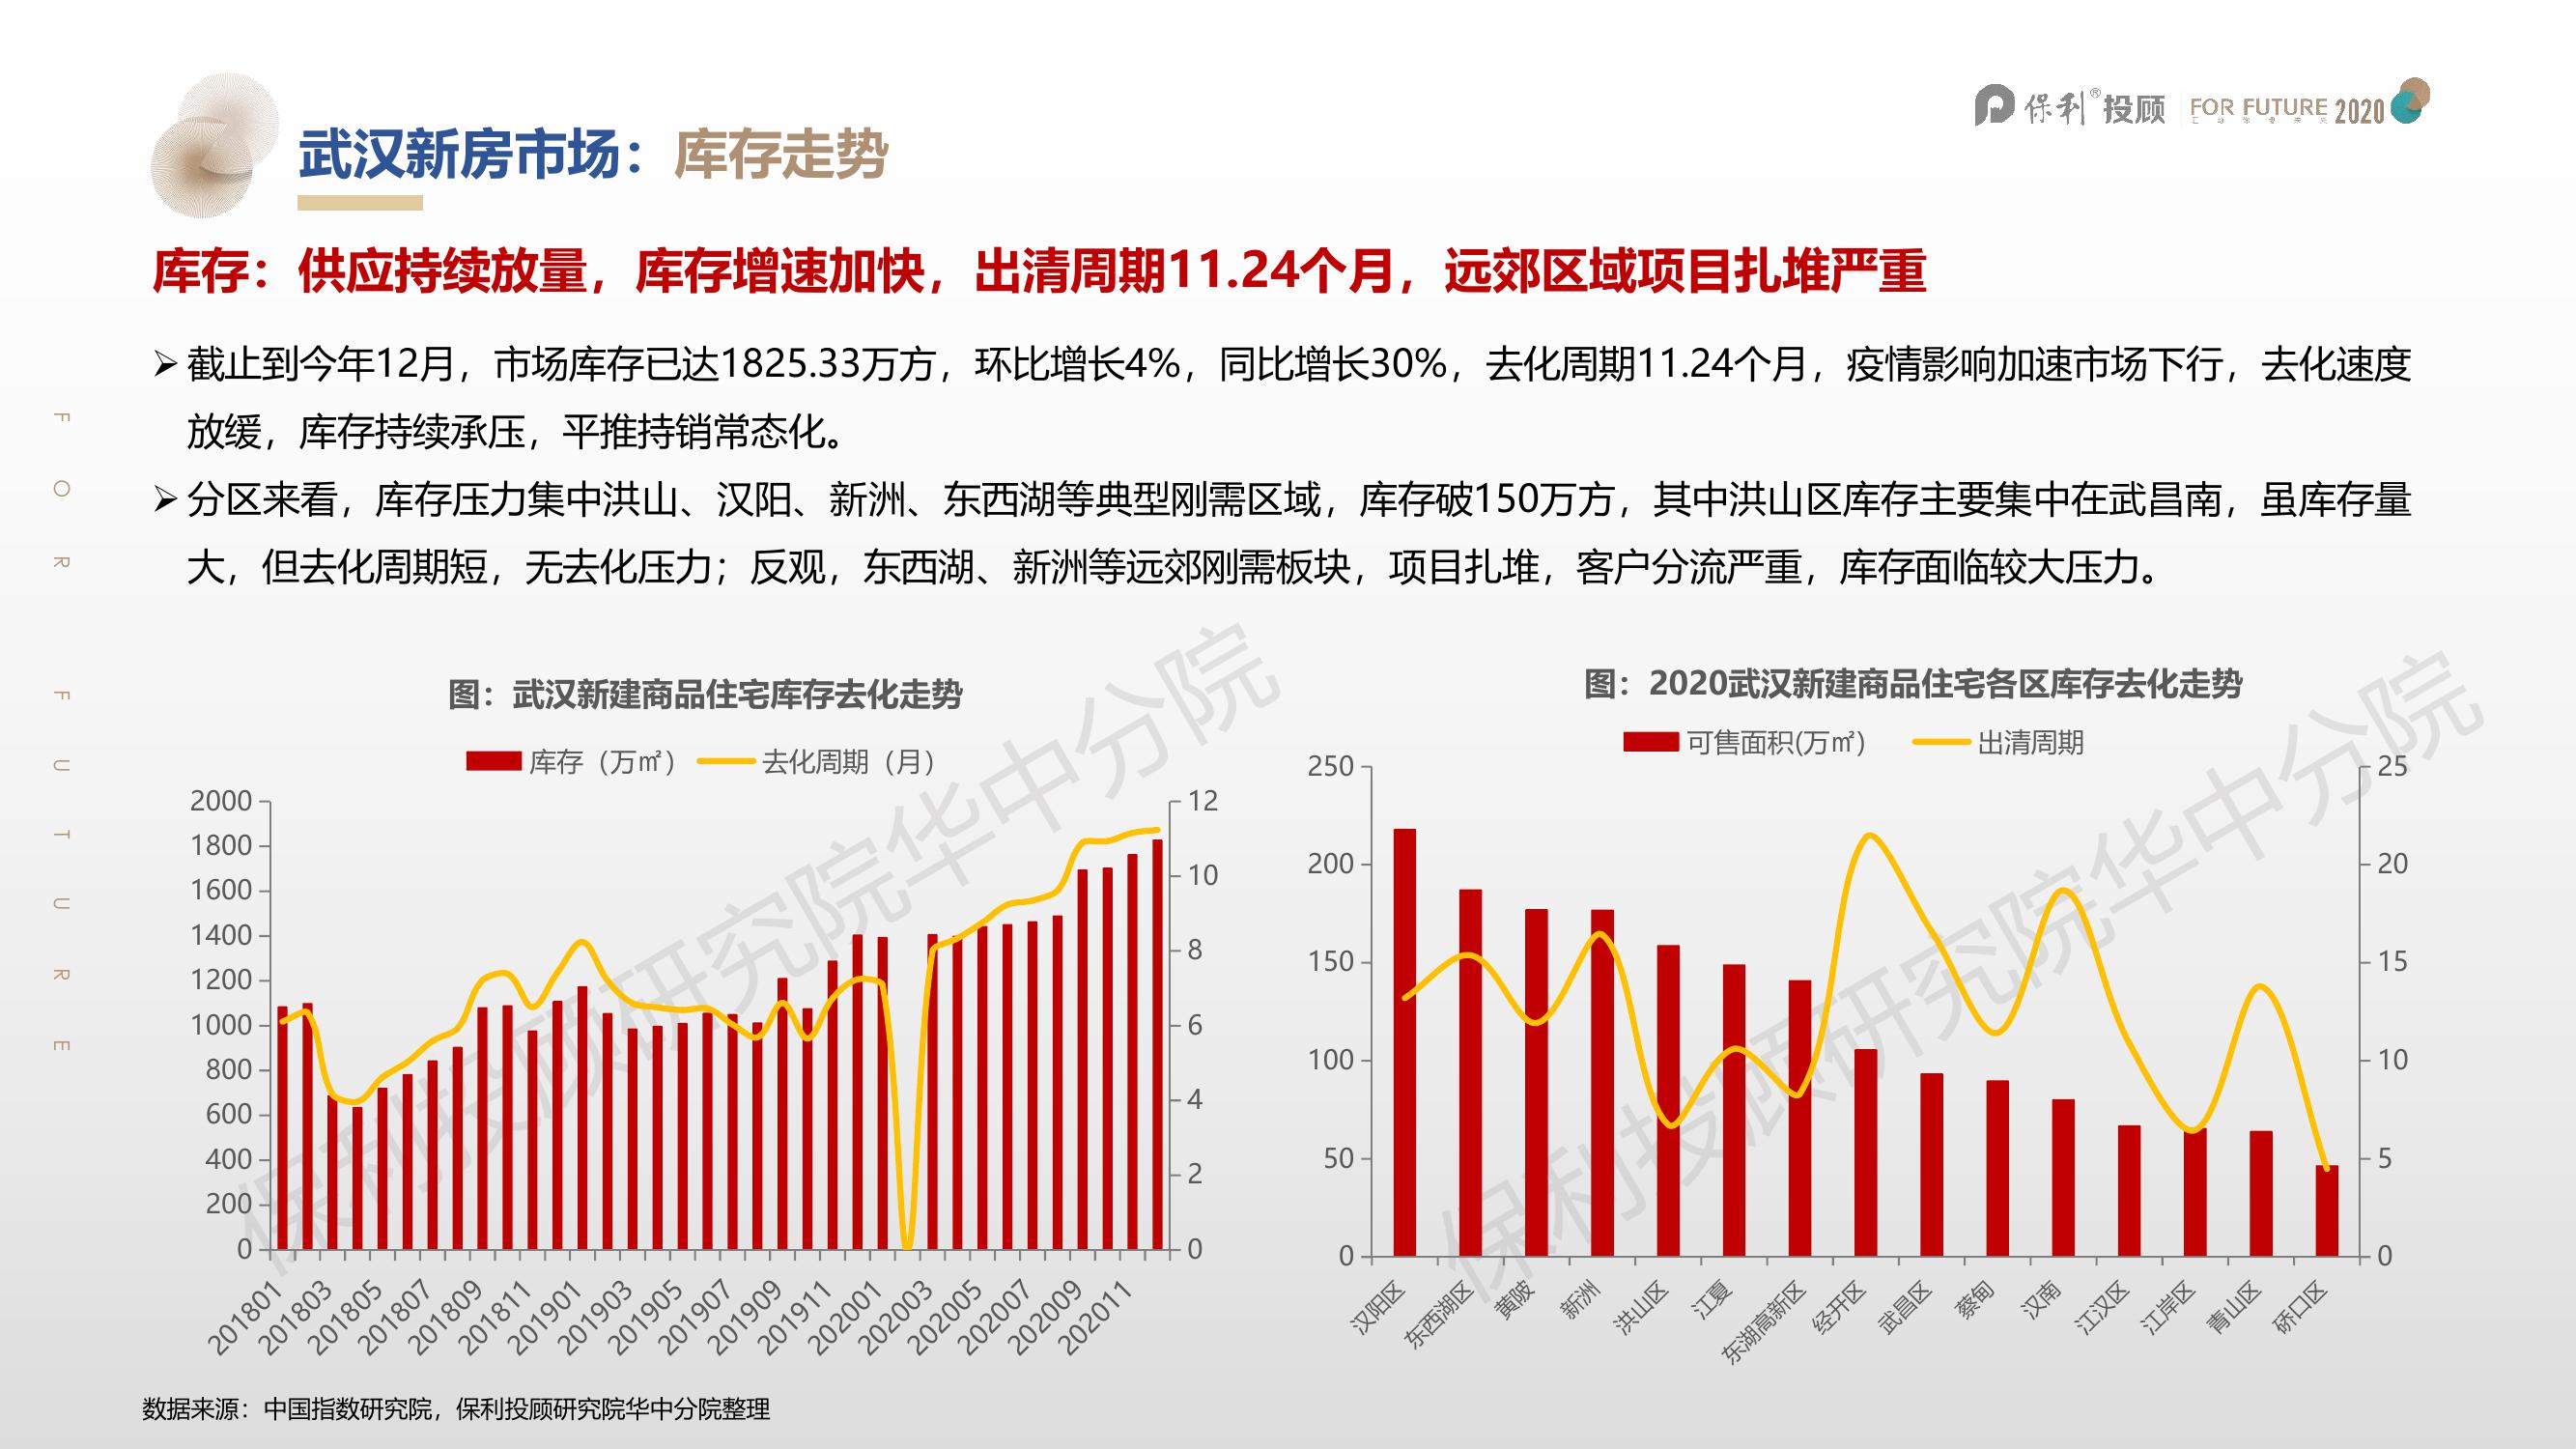 保利®投顾 FOR FUTURE 2020
武汉新房市场：库存走势
库存：供应持续放量，库存增速加快，出清周期11.24个月，远郊区域项目扎堆严重
➢截止到今年12月，市场库存已达1825.33万方，环比增长4%，同比增长30%，去化周期11.24个月，疫情影响加速市场下行，去化速度
放缓，库存持续承压，平推持销常态化。
➢分区来看，库存压力集中洪山、汉阳、新洲、东西湖等典型刚需区域，库存破150万方，其中洪山区库存主要集中在武昌南，虽库存量
大，但去化周期短，无去化压力；反观，东西湖、新洲等远郊刚需板块，项目扎堆，客户分流严重，库存面临较大压力。
FOR FUTURE
图：武汉新建商品住宅库存去化走势
库存（万㎡） 去化周期（月）
2000
1800
1600
1400
1200
1000
800
600
400
200
0
12
10
8
6
4
2
0
201801 201803 201805 201807 201809 201811 201901 201903 201905 201907 201909 201911 202001 202003 202005 202007 202009 202011
保利投顾研究院华中分院
图：2020武汉新建商品住宅各区库存去化走势
可售面积(万㎡) 出清周期
250
200
150
100
50
0
25
20
15
10
5
0
汉阳区 东西湖区 黄陂 新洲 洪山区 江夏 东湖高新区 经开区 武昌区 蔡甸 汉南 江汉区 江岸区 青山区 硚口区
保利投顾研究院华中分院
数据来源：中国指数研究院，保利投顾研究院华中分院整理